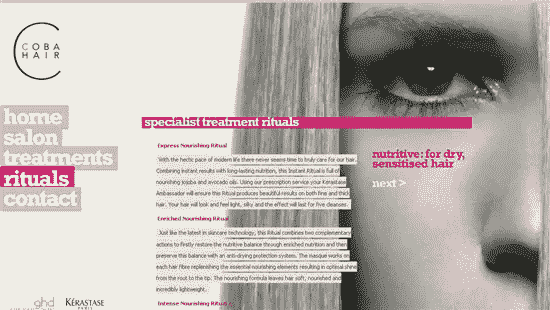 COBA
HAIR
home
salon
treatments
rituals
contact
specialist treatment rituals
Express Nourishing Ritual
With the hectic pace of modern life there never seems time to truly care for our hair.
Combining instant results with long-lasting nutrition, this Instant Ritual is full of
nourishing jojoba and avocado oils. Using our prescription service your Kerastase
Ambassador will ensure this Ritual produces beautiful results on both fine and thick
hair. Your hair will look and feel light, silky and the effect will last for five cleanses.
Enriched Nourishing Ritual
Just like the latest in skincare technology, this Ritual combines two complementary
actions to firstly restore the nutritive balance through enriched nutrition and then
preserve this balance with an anti-drying protection system. The masque works on
each hair fibre replenishing the essential nourishing elements resulting in optimal shine
from the root to the tip. The nourishing formula leaves hair soft, nourished and
incredibly lightweight.
Intense Nourishing Ritual
nutritive: for dry,
sensitised hair
next >
ghd
KÉRASTASE
PARIS